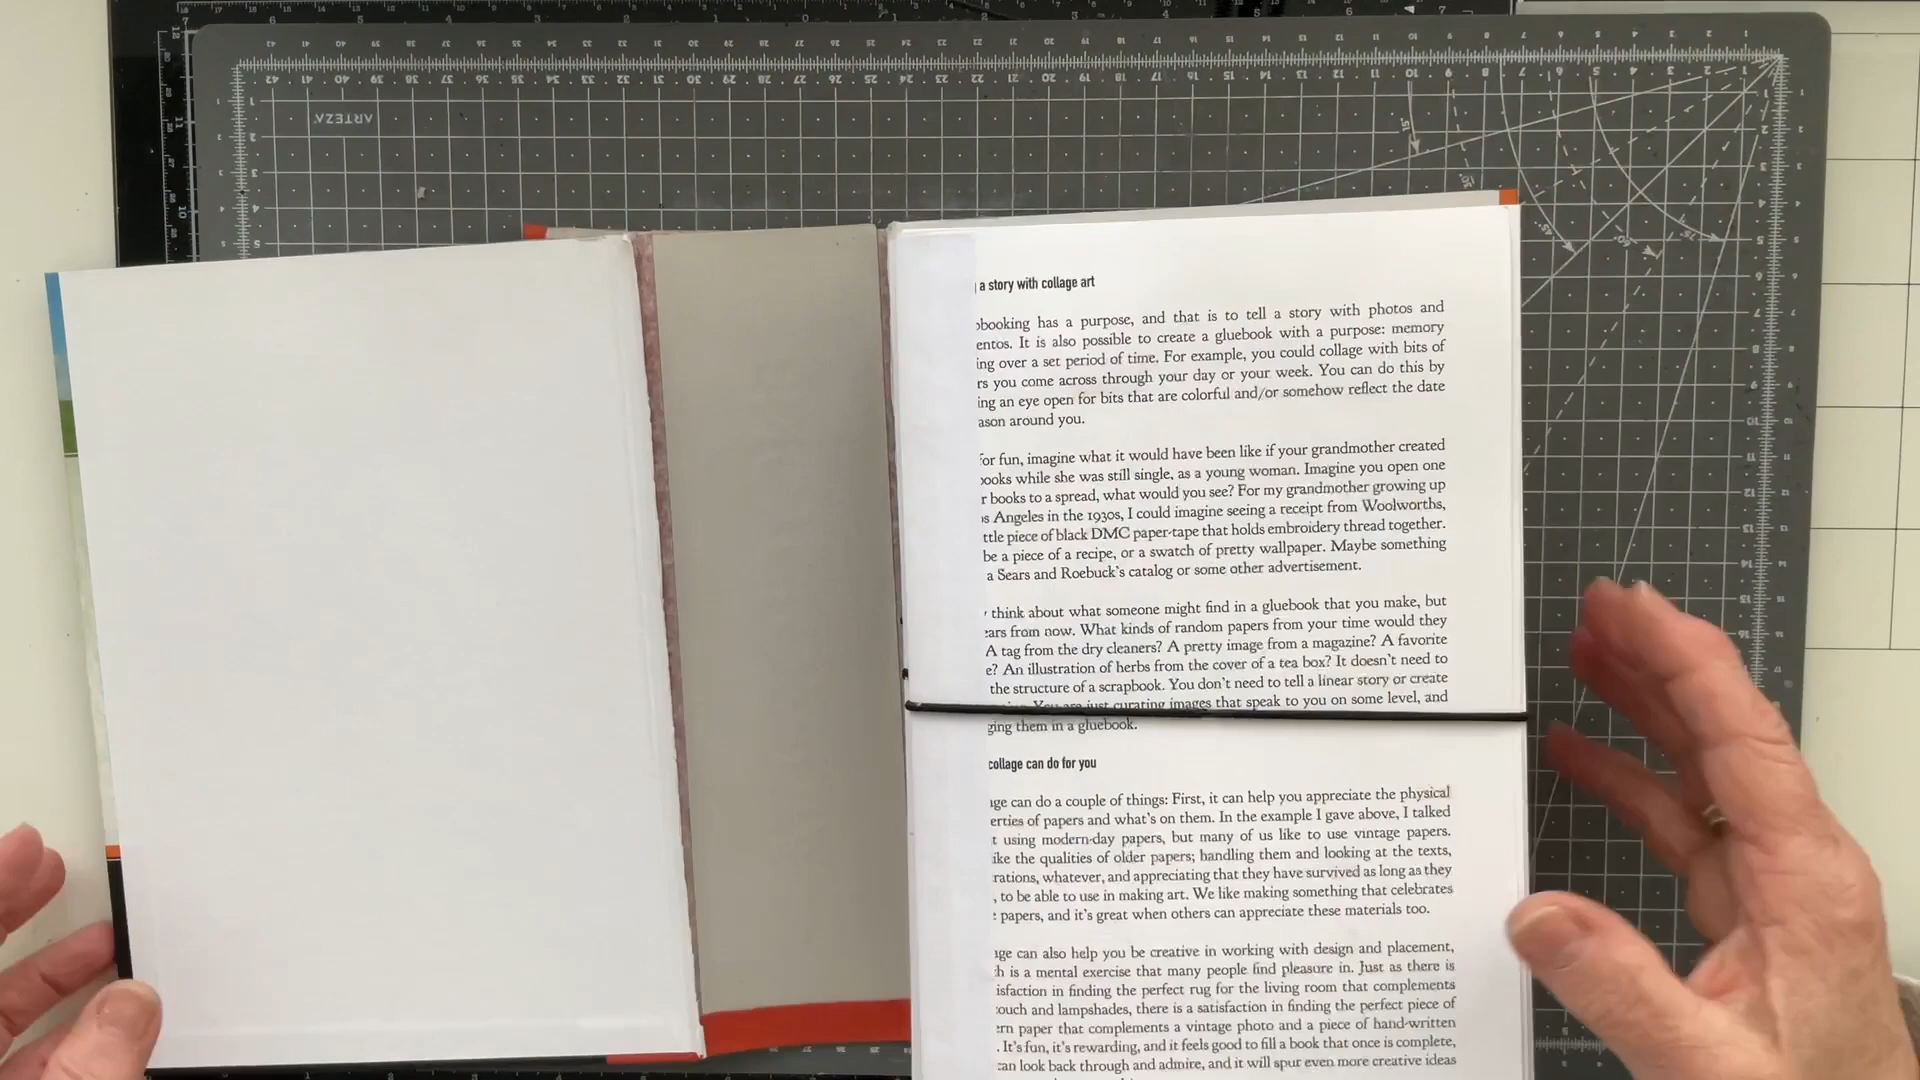 ARTEZA
a story with collage art
obooking has a purpose, and that is to tell a story with photos and
entos. It is also possible to create a gluebook with a purpose: memory
ing over a set period of time. For example, you could collage with bits of
rs you come across through your day or your week. You can do this by
ing an eye open for bits that are colorful and/or somehow reflect the date
ason around you.
for fun, imagine what it would have been like if your grandmother created
ooks while she was still single, as a young woman. Imagine you open one
r books to a spread, what would you see? For my grandmother growing up
s Angeles in the 1930s, I could imagine seeing a receipt from Woolworths,
ttle piece of black DMC paper-tape that holds embroidery thread together.
be a piece of a recipe, or a swatch of pretty wallpaper. Maybe something
a Sears and Roebuck's catalog or some other advertisement.
think about what someone might find in a gluebook that you make, but
ears from now. What kinds of random papers from your time would they
A tag from the dry cleaners? A pretty image from a magazine? A favorite
e? An illustration of herbs from the cover of a tea box? It doesn't need to
the structure of a scrapbook. You don't need to tell a linear story or create
You are just curating images that speak to you on some level, and
ging them in a gluebook.
collage can do for you
age can do a couple of things: First, it can help you appreciate the physical
erties of papers and what's on them. In the example I gave above, I talked
t using modern-day papers, but many of us like to use vintage papers.
ike the qualities of older papers; handling them and looking at the texts,
rations, whatever, and appreciating that they have survived as long as they
, to be able to use in making art. We like making something that celebrates
papers, and it's great when others can appreciate these materials too.
age can also help you be creative in working with design and placement,
h is a mental exercise that many people find pleasure in. Just as there is
isfaction in finding the perfect rug for the living room that complements
ouch and lampshades, there is a satisfaction in finding the perfect piece of
ern paper that complements a vintage photo and a piece of hand-written
. It's fun, it's rewarding, and it feels good to fill a book that once is complete,
can look back through and admire, and it will spur even more creative ideas